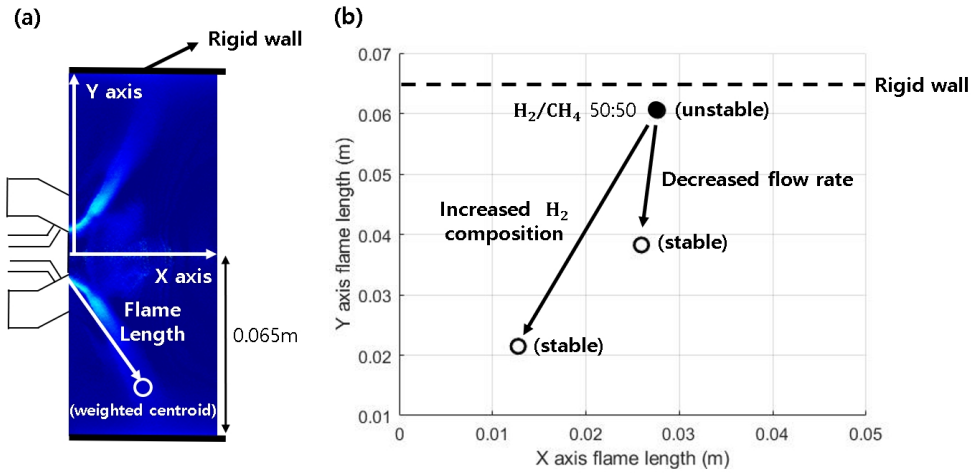 (a)
Rigid wall
Y axis
X axis
Flame
Length
0.065m
(weighted centroid)
(b)
0.07
0.06
0.05
0.04
0.03
0.02
0.01
Y axis flame length (m)
Rigid wall
H₂/CH₄ 50:50 (unstable)
Decreased flow rate
Increased H₂
composition
(stable)
(stable)
0 0.01 0.02 0.03 0.04 0.05
X axis flame length (m)